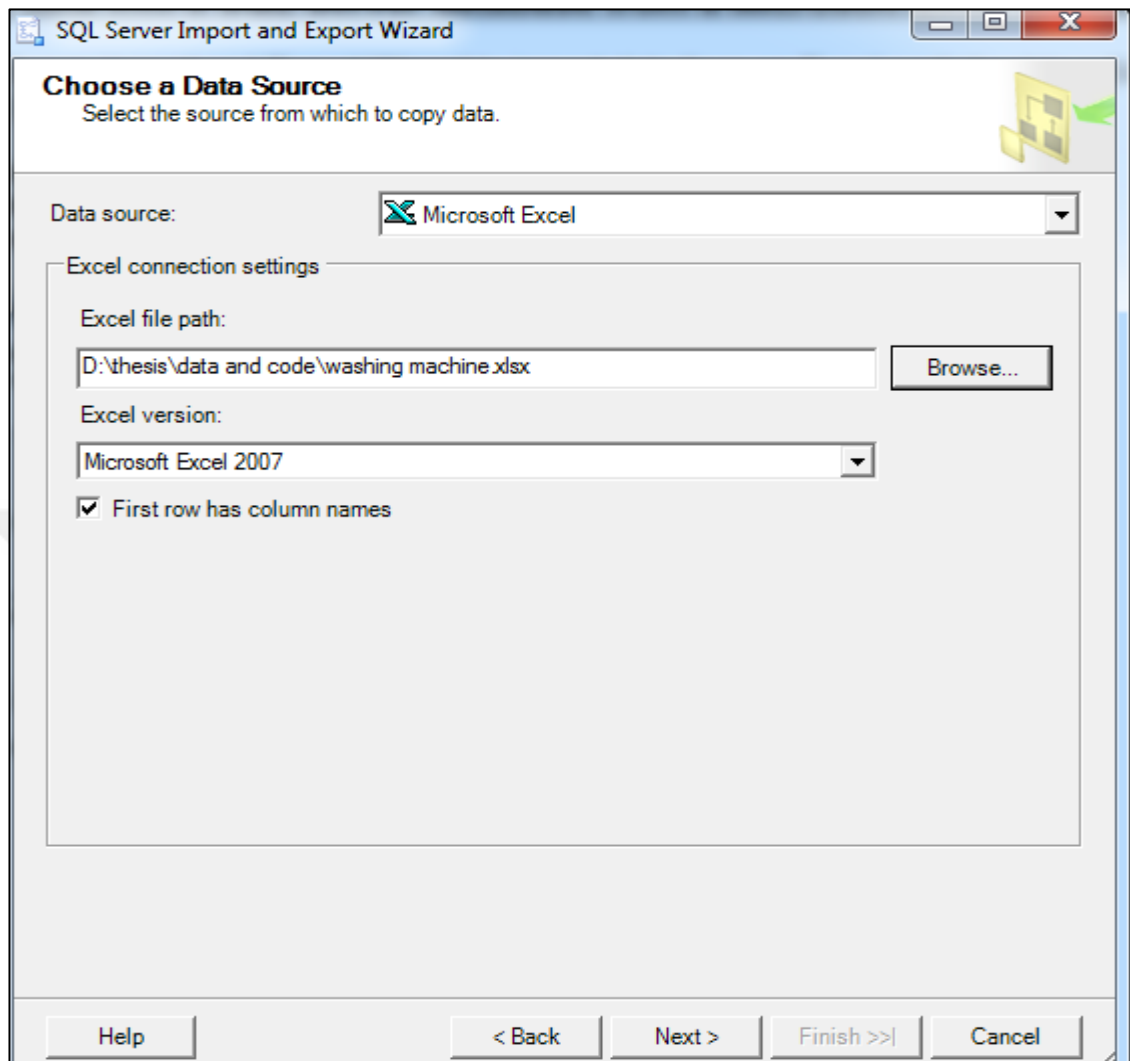 SQL Server Import and Export Wizard
Choose a Data Source
Select the source from which to copy data.
Data source:
Microsoft Excel
Excel connection settings
Excel file path:
D:\thesis\data and code\washing machine.xlsx
Browse...
Excel version:
Microsoft Excel 2007
First row has column names
Help
< Back
Next >
Finish >>|
Cancel